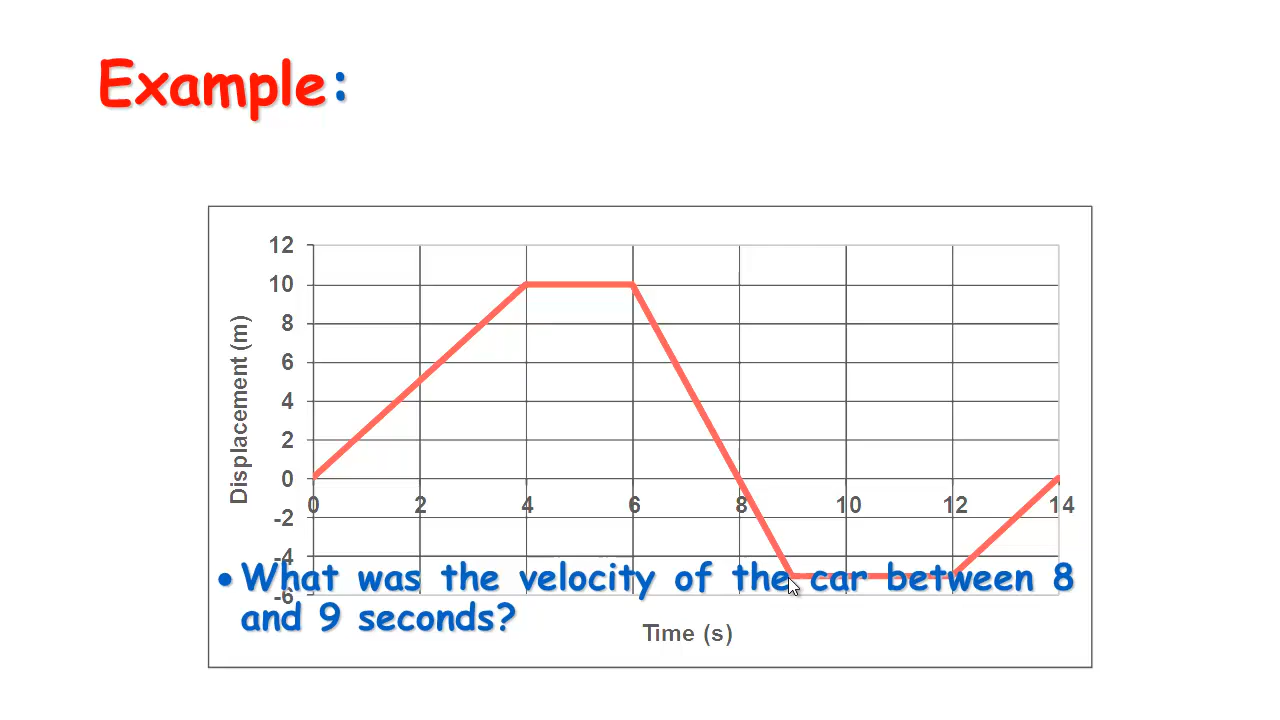 Example:
12
10
8
6
4
2
0
-2
-4
-6
0 2 4 6 8 10 12 14
Displacement (m)
Time (s)
• What was the velocity of the car between 8
and 9 seconds?